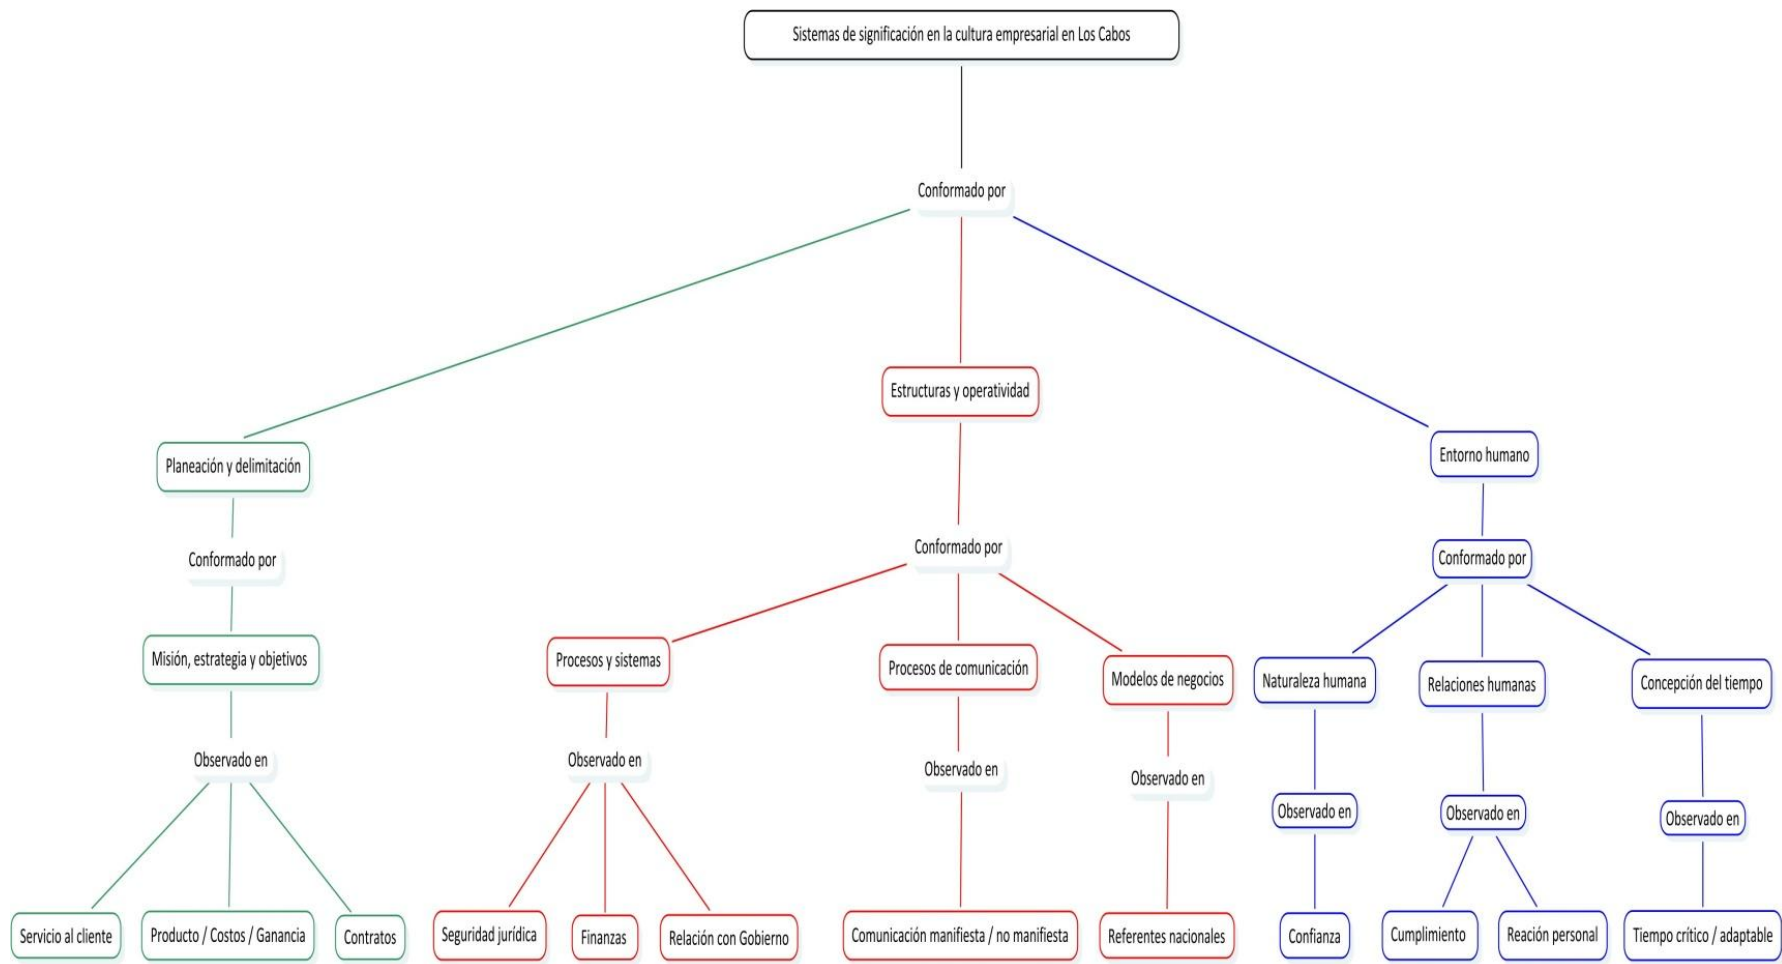 Sistemas de significación en la cultura empresarial en Los Cabos
Conformado por
Estructuras y operatividad
Planeación y delimitación
Entorno humano
Conformado por
Conformado por
Conformado por
Misión, estrategia y objetivos
Procesos y sistemas
Procesos de comunicación
Modelos de negocios
Naturaleza humana
Relaciones humanas
Concepción del tiempo
Observado en
Observado en
Observado en
Observado en
Observado en
Observado en
Observado en
Servicio al cliente
Producto / Costos / Ganancia
Contratos
Seguridad jurídica
Finanzas
Relación con Gobierno
Comunicación manifiesta / no manifiesta
Referentes nacionales
Confianza
Cumplimiento
Reación personal
Tiempo crítico / adaptable